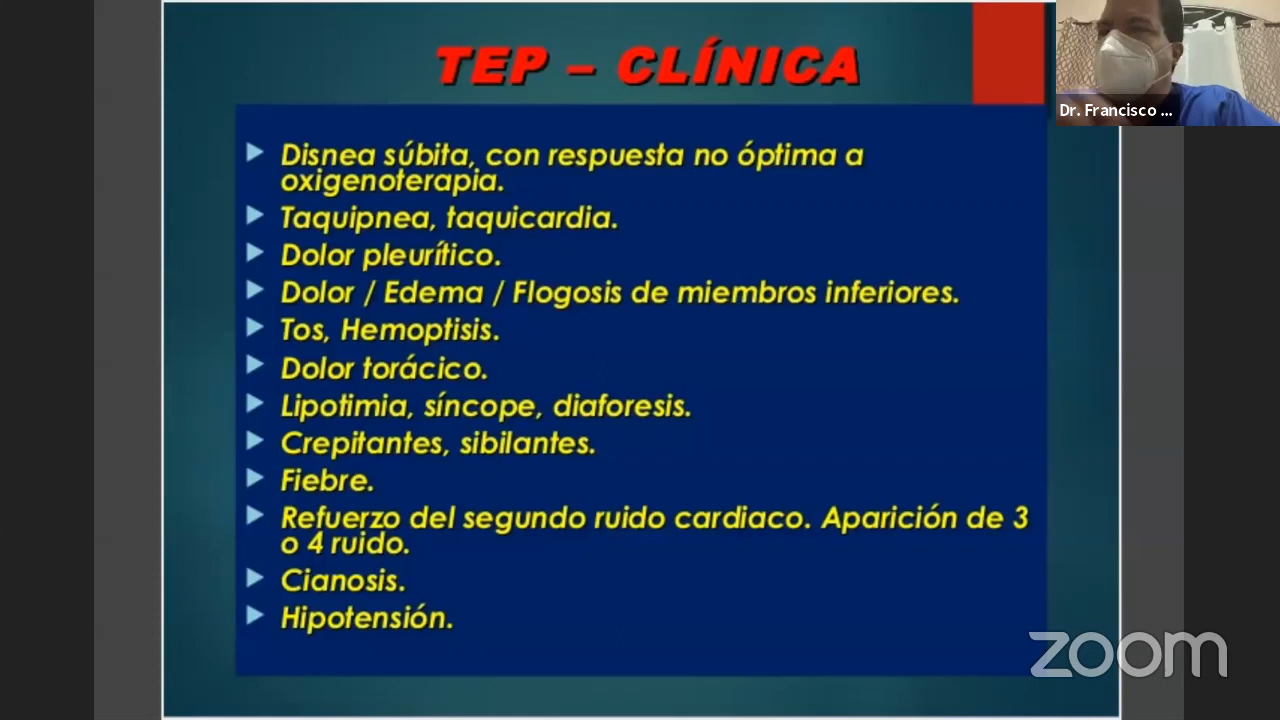 TEP – CLÍNICA
Dr. Francisco ...
Disnea súbita, con respuesta no óptima a
oxigenoterapia.
Taquipnea, taquicardia.
Dolor pleurítico.
Dolor / Edema / Flogosis de miembros inferiores.
Tos, Hemoptisis.
Dolor torácico.
Lipotimia, síncope, diaforesis.
Crepitantes, sibilantes.
Fiebre.
Refuerzo del segundo ruido cardiaco. Aparición de 3
o 4 ruido.
Cianosis.
Hipotensión.
zoom